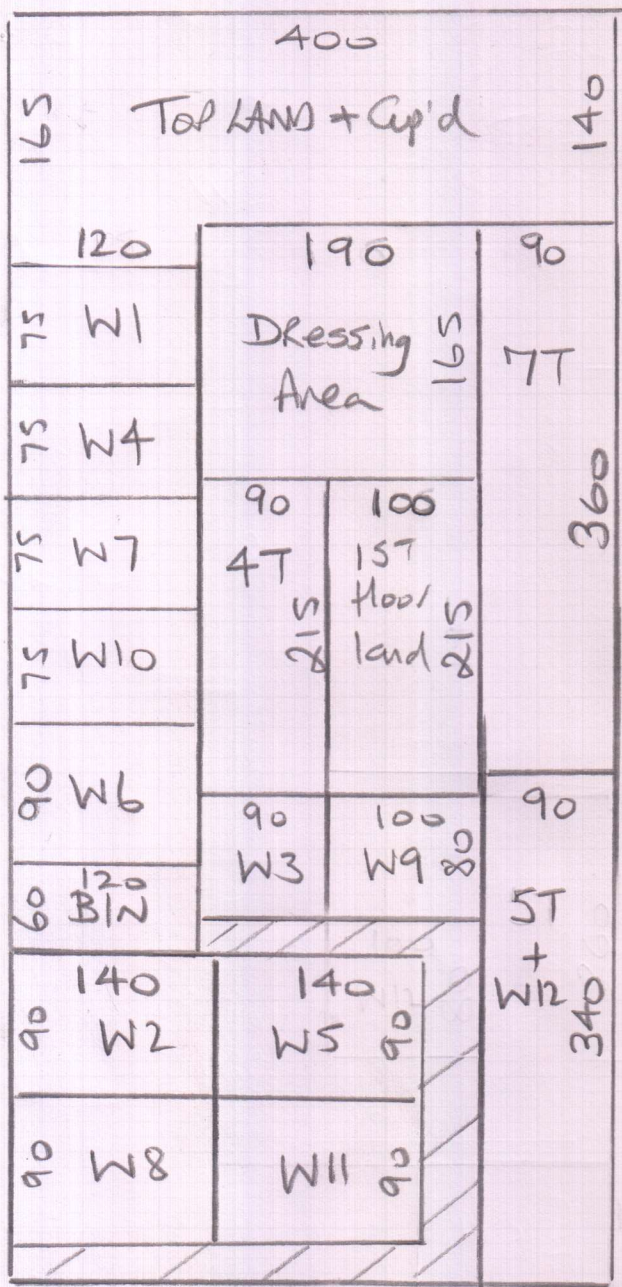 400
165
TOP LAND + Cup'd
140
120
190
90
75
W1
Dressing
Area
165
7T
75
W4
360
90
100
75
W7
4T
215
1ST
floor
land
215
75
W10
90
W6
90
W3
100
W9
80
90
60
120
BIN
5T
+
W12
340
140
90
W2
140
W5
90
90
W8
W11
90